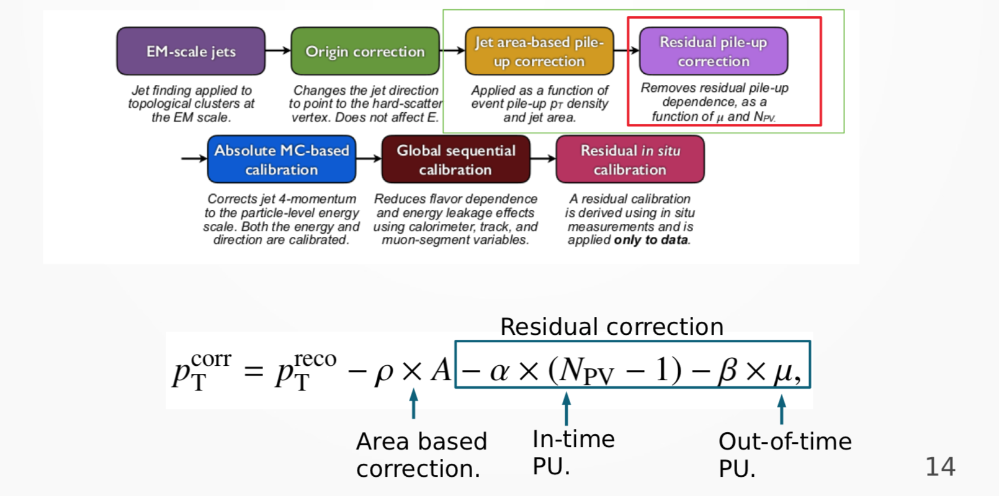 EM-scale jets
Jet finding applied to
topological clusters at
the EM scale.
Origin correction
Changes the jet direction
to point to the hard-scatter
vertex. Does not affect E.
Jet area-based pile-
up correction
Applied as a function of
event pile-up pT density
and jet area.
Residual pile-up
correction
Removes residual pile-up
dependence, as a
function of μ and NPV.
Absolute MC-based
calibration
Corrects jet 4-momentum
to the particle-level energy
scale. Both the energy and
direction are calibrated.
Global sequential
calibration
Reduces flavor dependence
and energy leakage effects
using calorimeter, track, and
muon-segment variables.
Residual in situ
calibration
A residual calibration
is derived using in situ
measurements and is
applied only to data.
Residual correction
p_T^corr = p_T^reco − ρ × A − α × (N_PV − 1) − β × μ,
Area based
correction.
In-time
PU.
Out-of-time
PU.
14